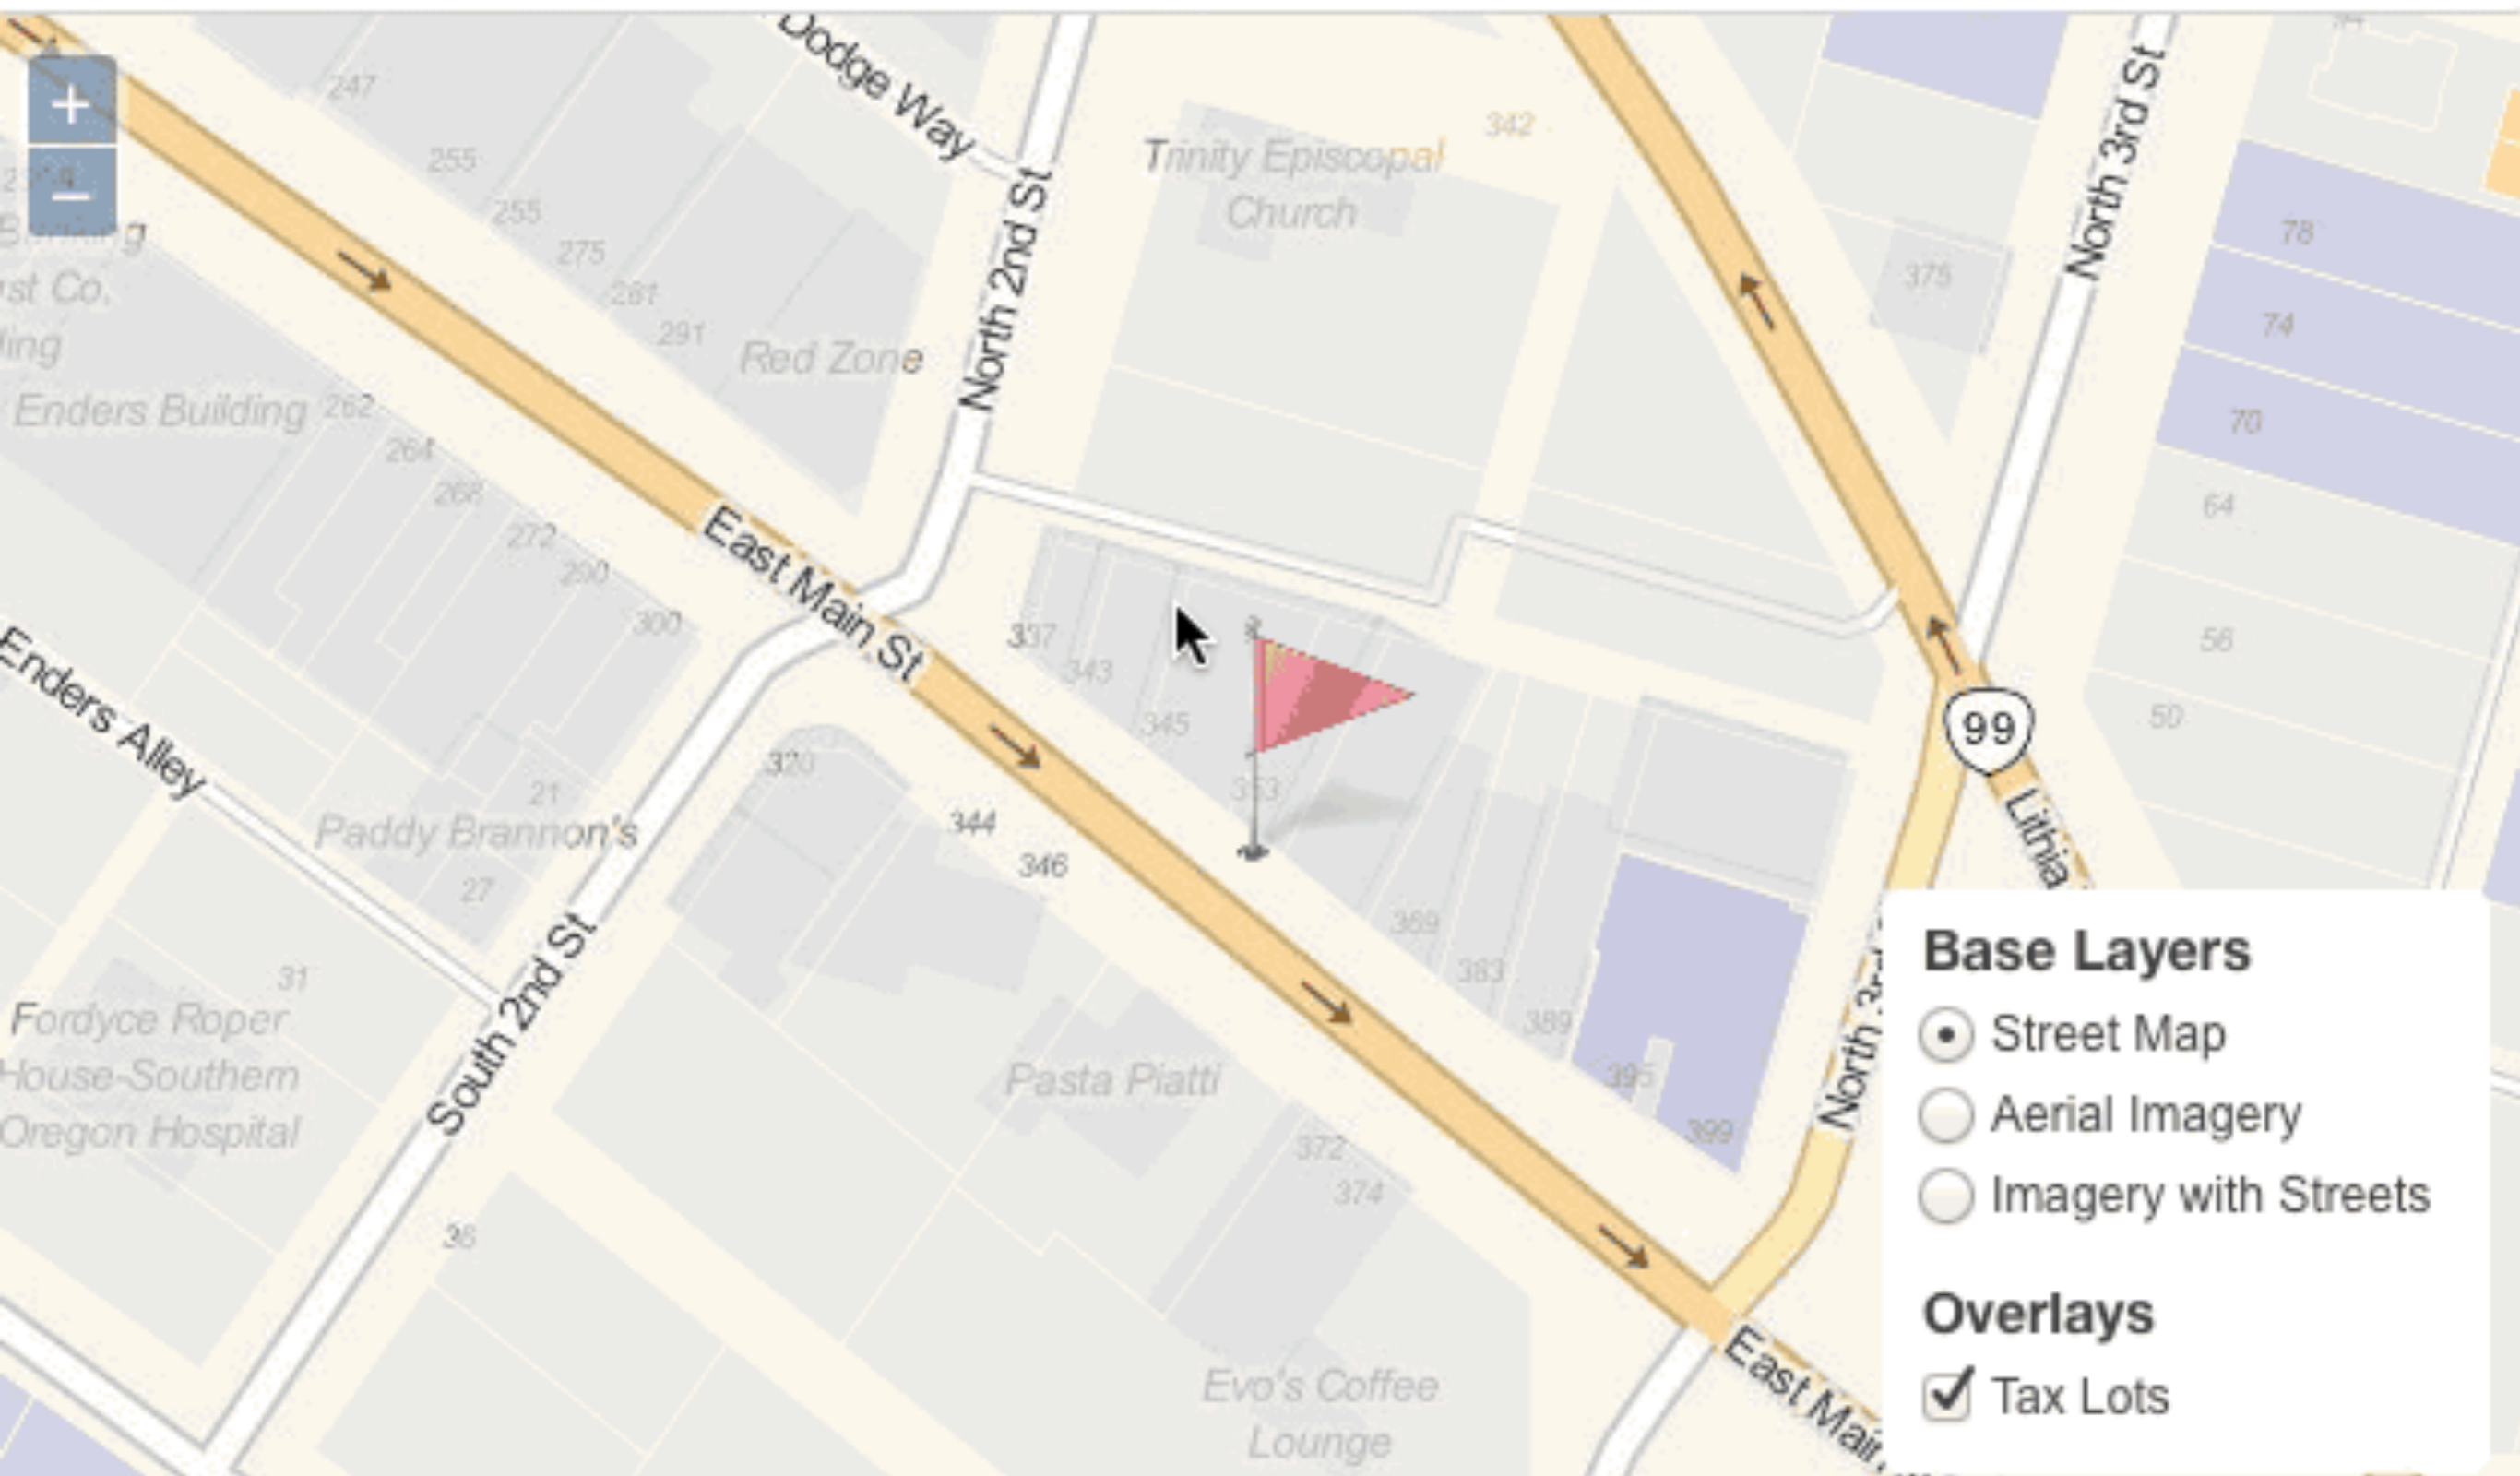 Dodge Way
247
255
255
275
281
291
Red Zone
North 2nd St
Trinity Episcopal
Church
342
North 3rd St
375
78
74
70
64
56
50
st Co.
Enders Building
262
264
268
272
290
300
East Main St
Enders Alley
337
343
345
353
320
344
346
21
Paddy Brannon's
27
31
Fordyce Roper
House-Southern
Oregon Hospital
South 2nd St
36
99
Lithia
369
383
389
395
399
North 3rd
Pasta Piatti
372
374
Evo's Coffee
Lounge
East Main
Base Layers
Street Map
Aerial Imagery
Imagery with Streets
Overlays
Tax Lots